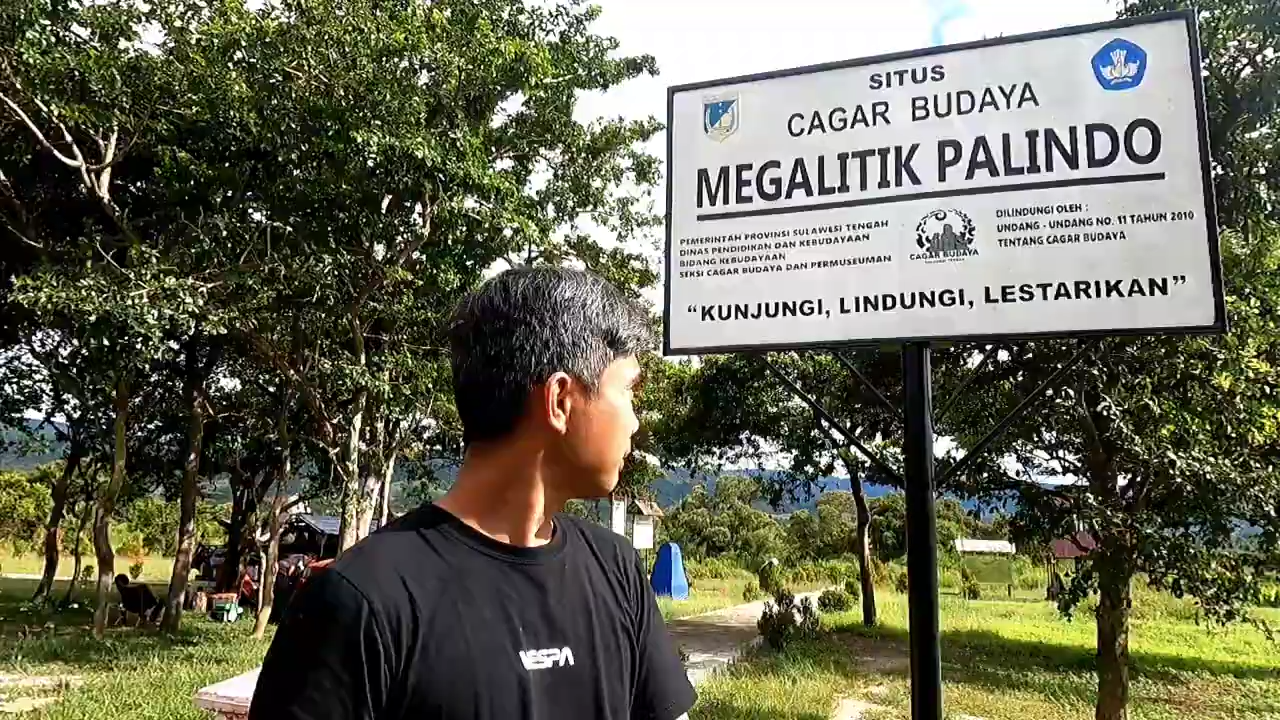 SITUS
CAGAR BUDAYA
MEGALITIK PALINDO
PEMERINTAH PROVINSI SULAWESI TENGAH
DINAS PENDIDIKAN DAN KEBUDAYAAN
BIDANG KEBUDAYAAN
SEKSI CAGAR BUDAYA DAN PERMUSEUMAN
CAGAR BUDAYA
DILINDUNGI OLEH :
UNDANG - UNDANG NO. 11 TAHUN 2010
TENTANG CAGAR BUDAYA
“KUNJUNGI, LINDUNGI, LESTARIKAN”
VESPA